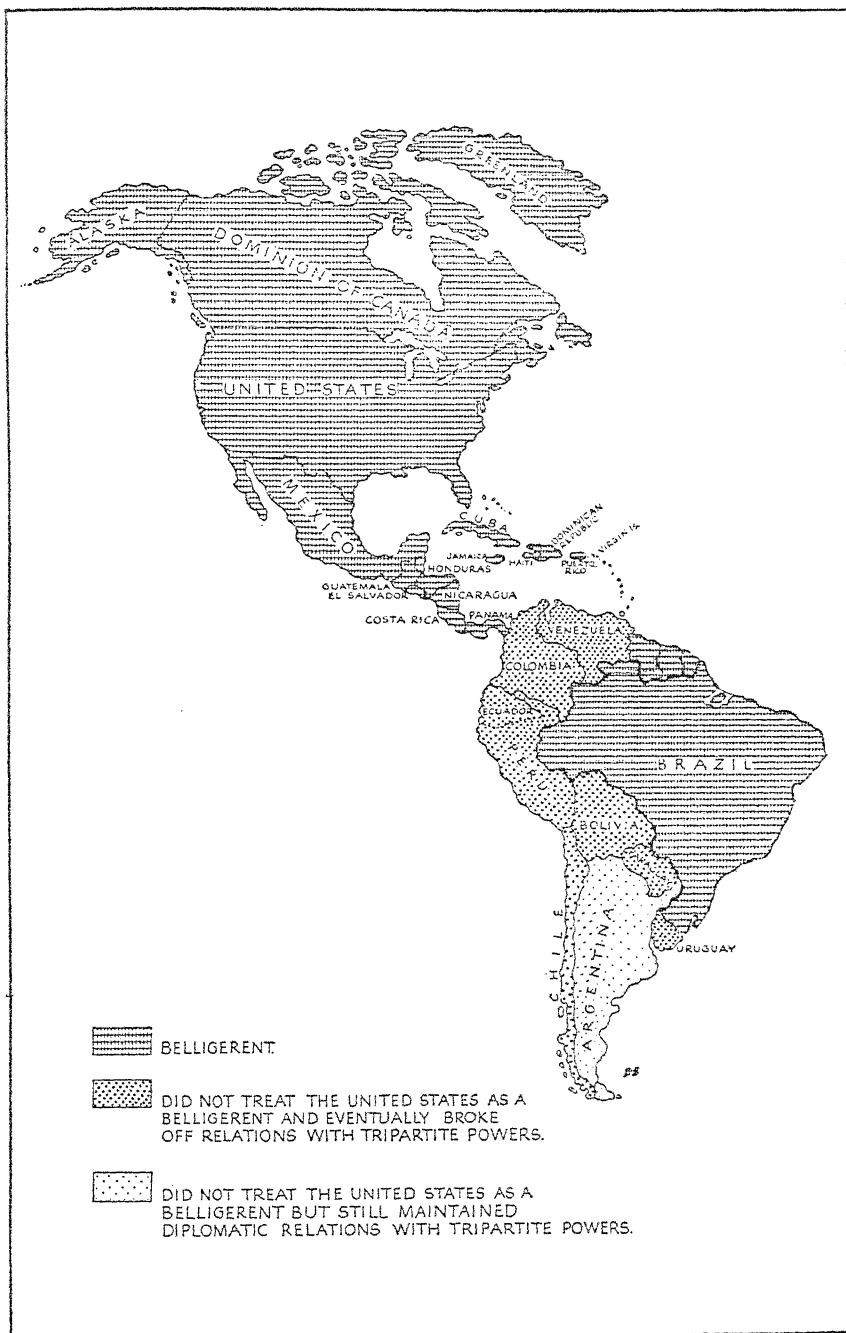 GREENLAND
ALASKA
DOMINION OF CANADA
UNITED STATES
MEXICO
CUBA
DOMINICAN
REPUBLIC
VIRGIN IS.
JAMAICA
HAITI
PUERTO
RICO
HONDURAS
GUATEMALA
EL SALVADOR
NICARAGUA
COSTA RICA
PANAMA
VENEZUELA
COLOMBIA
ECUADOR
PERU
BRAZIL
BOLIVIA
CHILE
ARGENTINA
URUGUAY
BELLIGERENT.
DID NOT TREAT THE UNITED STATES AS A
BELLIGERENT AND EVENTUALLY BROKE
OFF RELATIONS WITH TRIPARTITE POWERS.
DID NOT TREAT THE UNITED STATES AS A
BELLIGERENT BUT STILL MAINTAINED
DIPLOMATIC RELATIONS WITH TRIPARTITE POWERS.